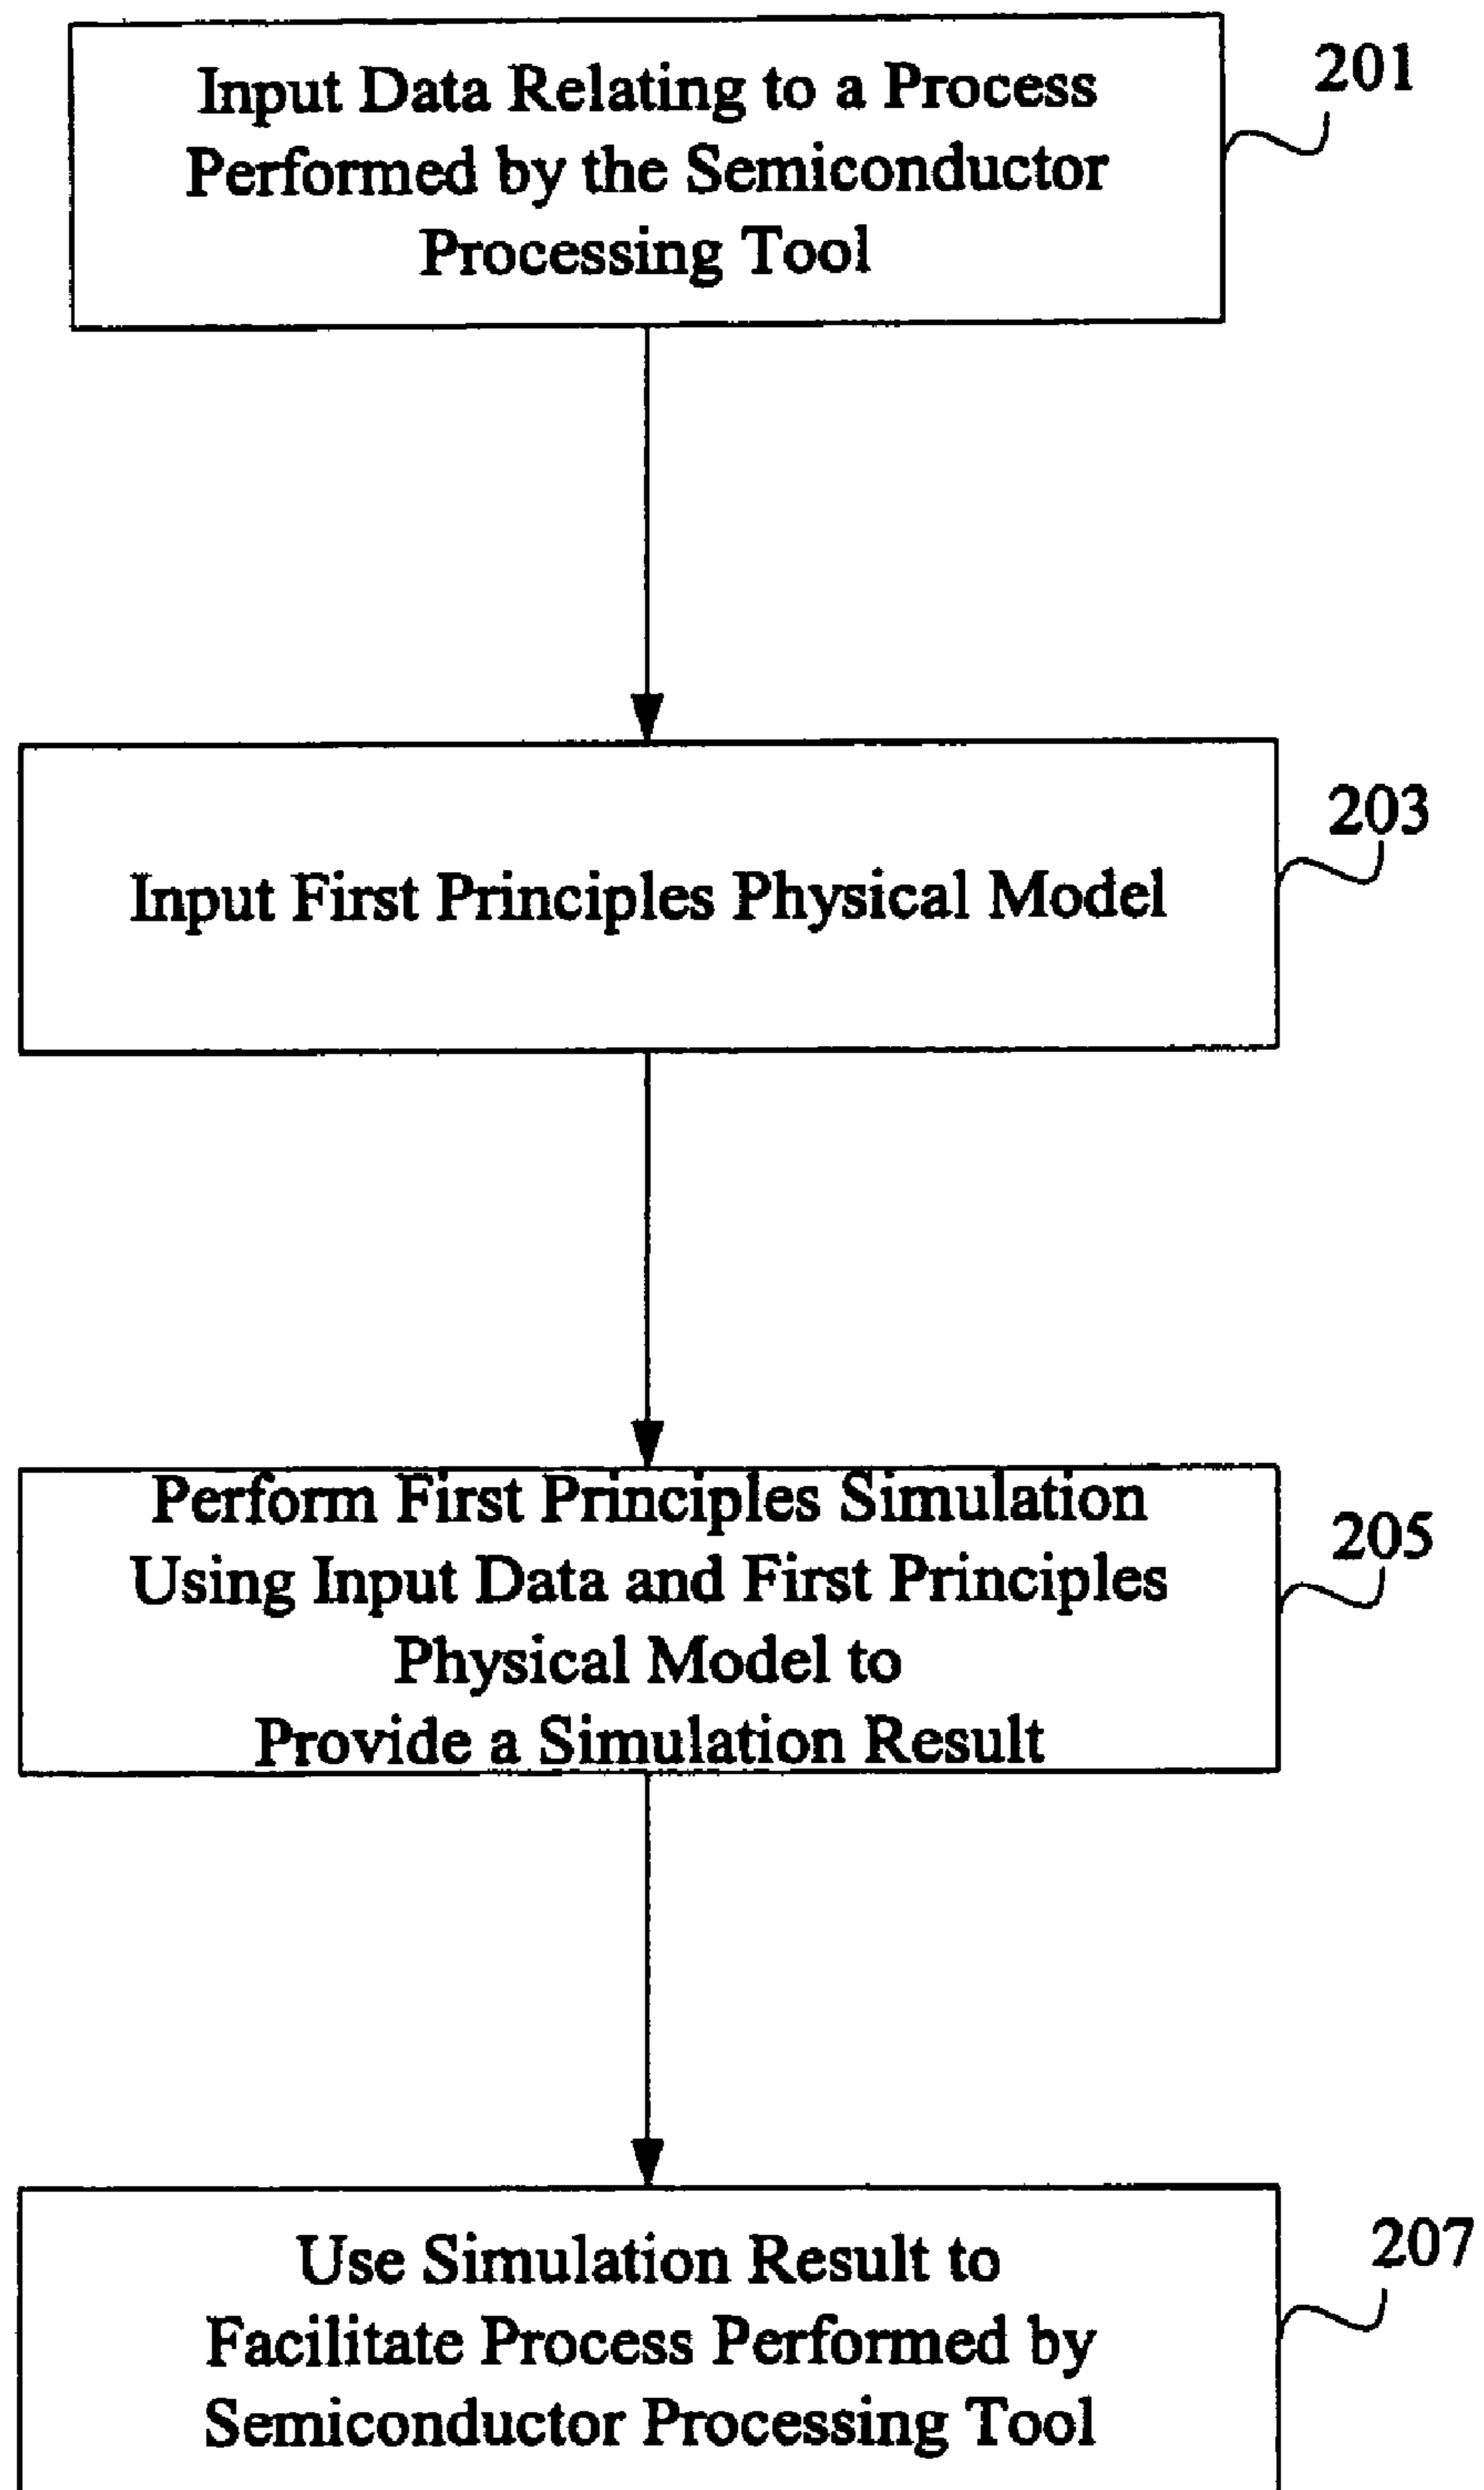 Input Data Relating to a Process
Performed by the Semiconductor
Processing Tool
201
Input First Principles Physical Model
203
Perform First Principles Simulation
Using Input Data and First Principles
Physical Model to
Provide a Simulation Result
205
Use Simulation Result to
Facilitate Process Performed by
Semiconductor Processing Tool
207